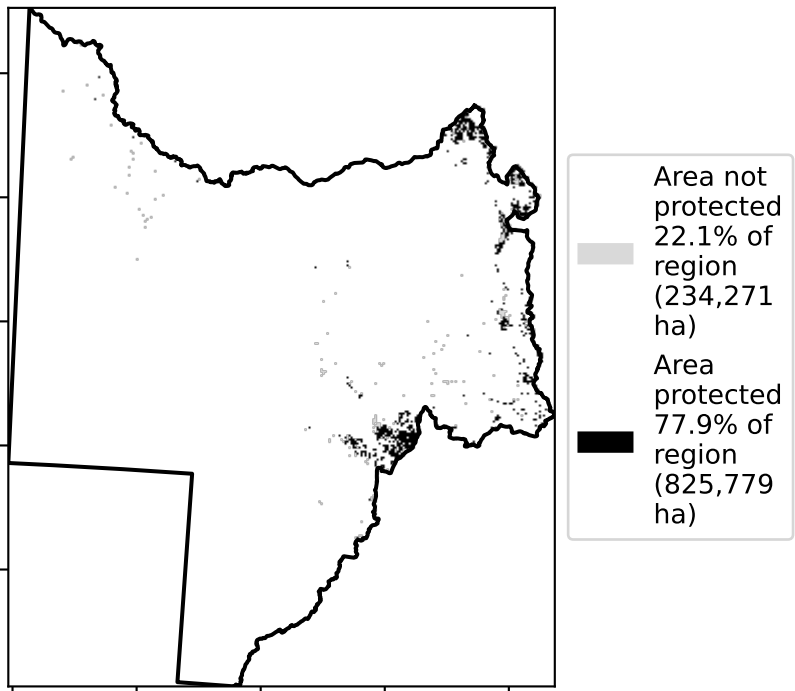 Area not
protected
22.1% of
region
(234,271
ha)
Area
protected
77.9% of
region
(825,779
ha)